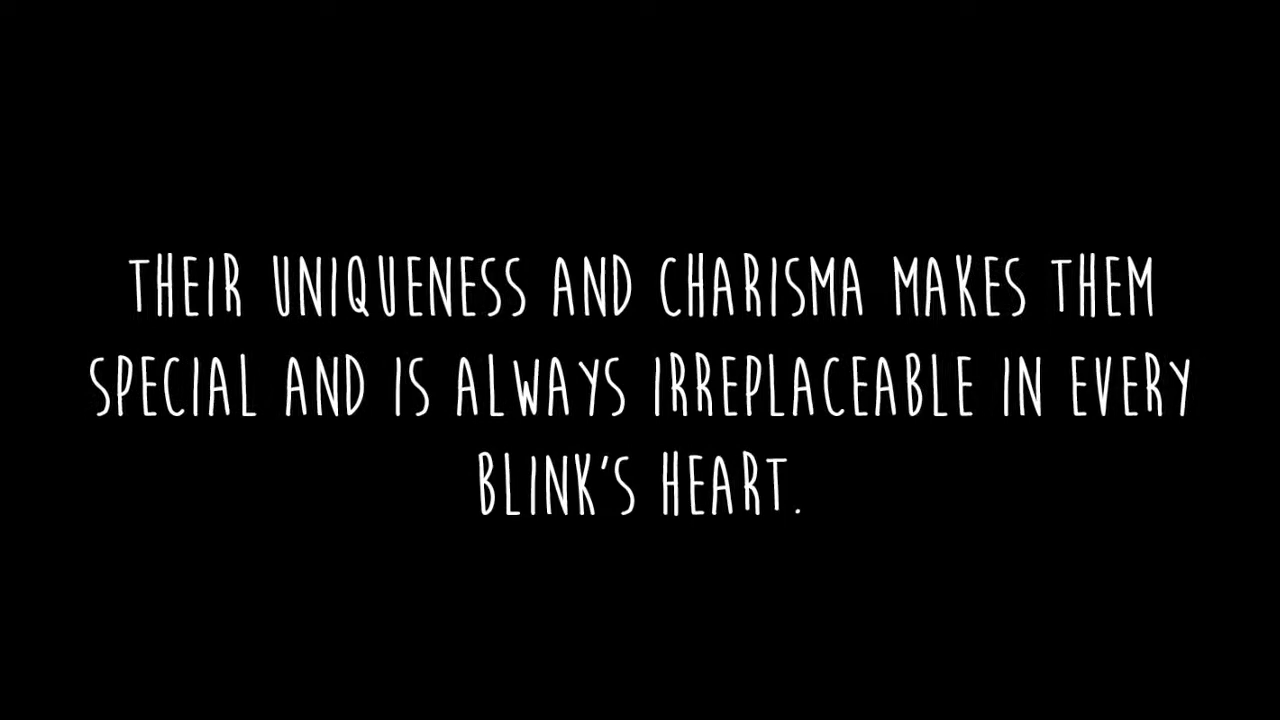 THEIR UNIQUENESS AND CHARISMA MAKES THEM
SPECIAL AND IS ALWAYS IRREPLACEABLE IN EVERY
BLINK'S HEART.